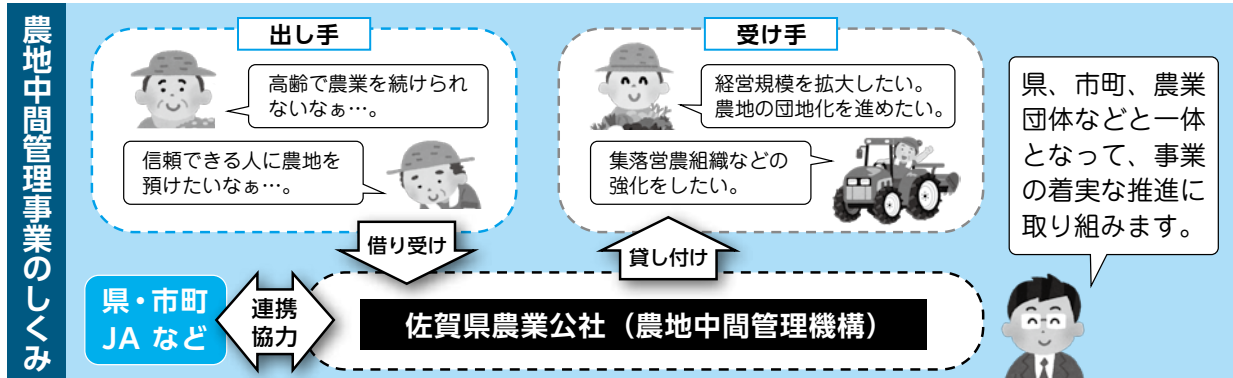 農地中間管理事業のしくみ
出し手
高齢で農業を続けられ
ないなぁ…。
信頼できる人に農地を
預けたいなぁ…。
受け手
経営規模を拡大したい。
農地の団地化を進めたい。
集落営農組織などの
強化をしたい。
県、市町、農業
団体などと一体
となって、事業
の着実な推進に
取り組みます。
借り受け
貸し付け
県・市町
JA など
連携
協力
佐賀県農業公社（農地中間管理機構）